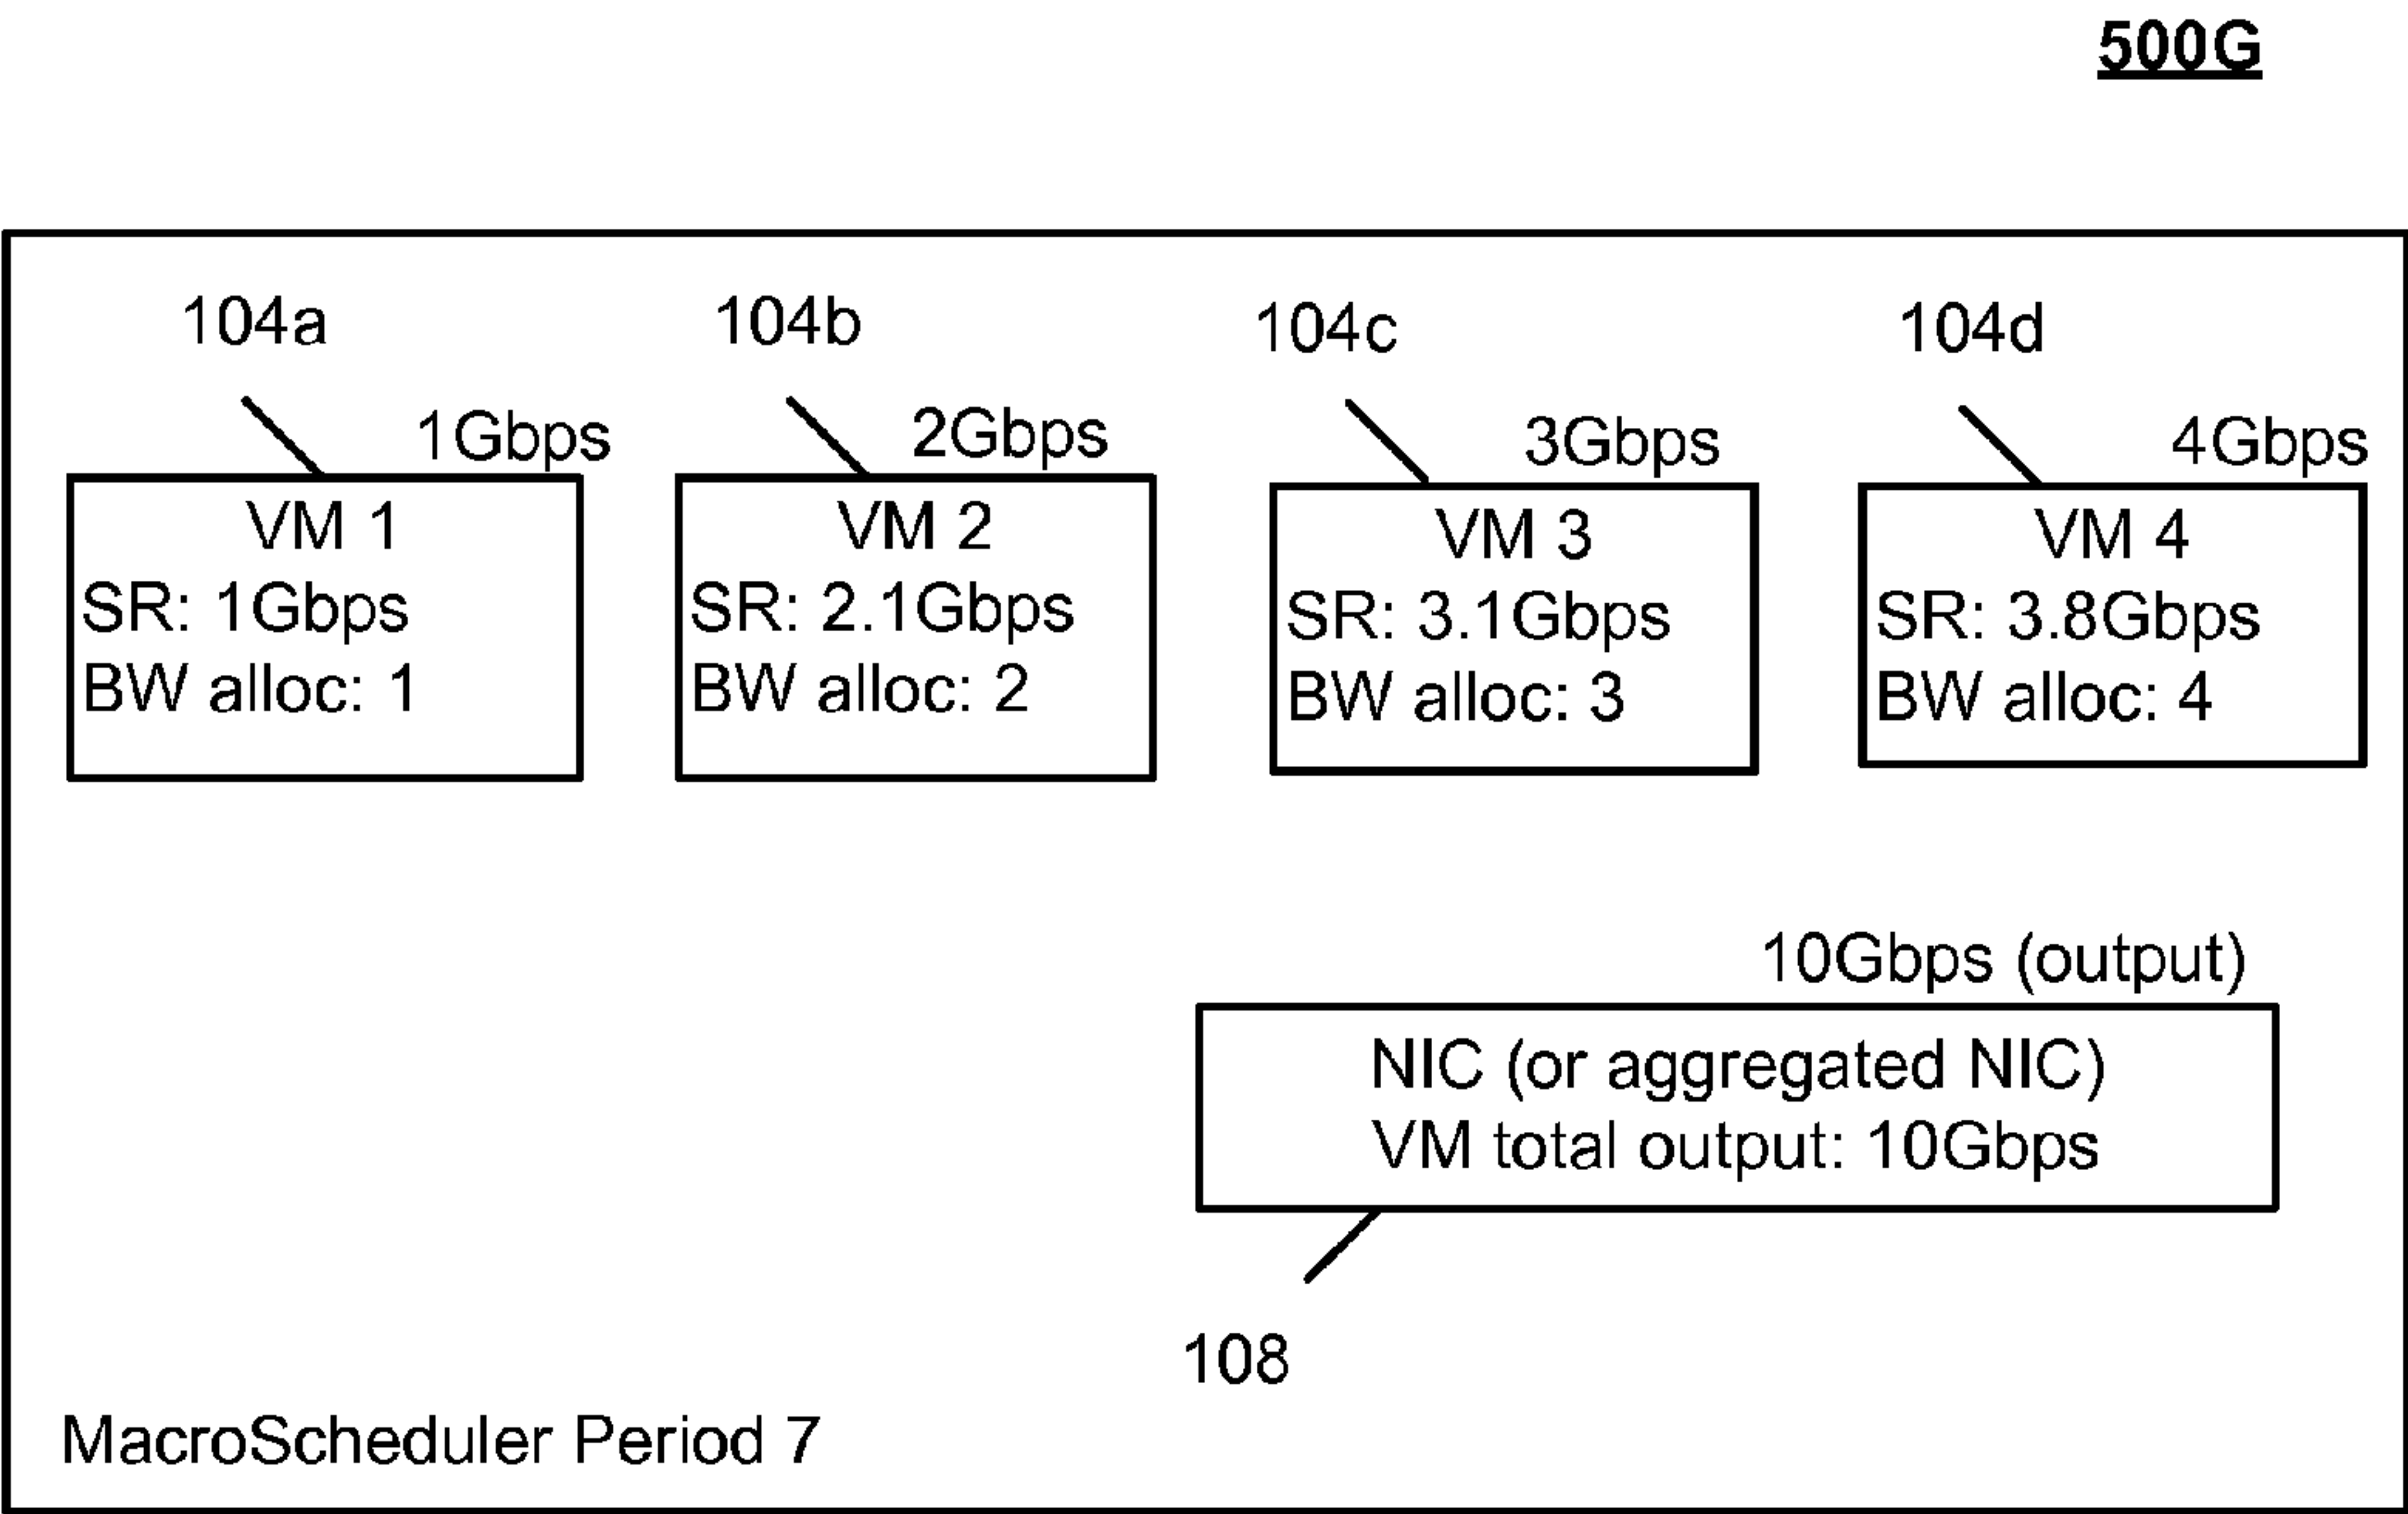 500G
104a
104b
104c
104d
1Gbps
2Gbps
3Gbps
4Gbps
VM 1
SR: 1Gbps
BW alloc: 1
VM 2
SR: 2.1Gbps
BW alloc: 2
VM 3
SR: 3.1Gbps
BW alloc: 3
VM 4
SR: 3.8Gbps
BW alloc: 4
10Gbps (output)
NIC (or aggregated NIC)
VM total output: 10Gbps
108
MacroScheduler Period 7